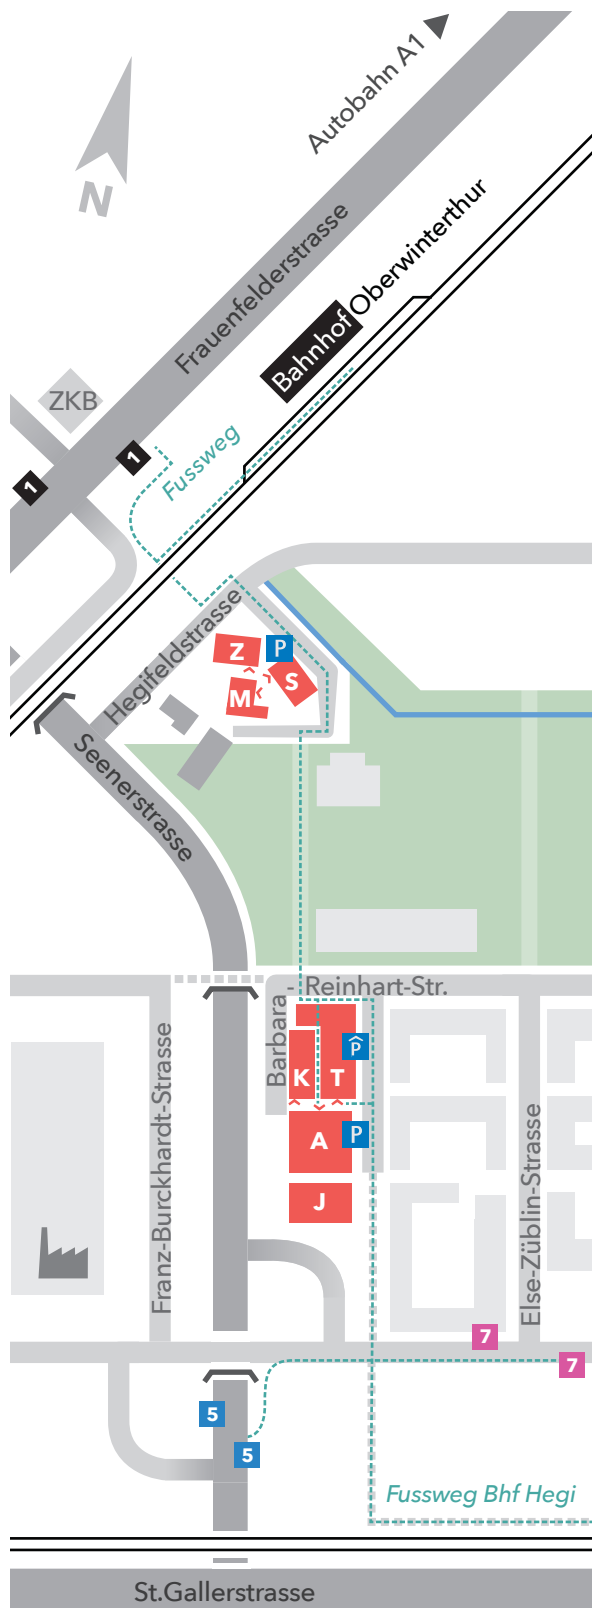 Autobahn A1
N
Frauenfelderstrasse
Bahnhof Oberwinterthur
ZKB
1
1
Fussweg
Hegifeldstrasse
Z
P
S
M
Seenerstrasse
Barbara - Reinhart-Str.
Franz-Burckhardt-Strasse
K
T
P
A
P
J
Else-Züblin-Strasse
7
7
5
5
Fussweg Bhf Hegi
St.Gallerstrasse